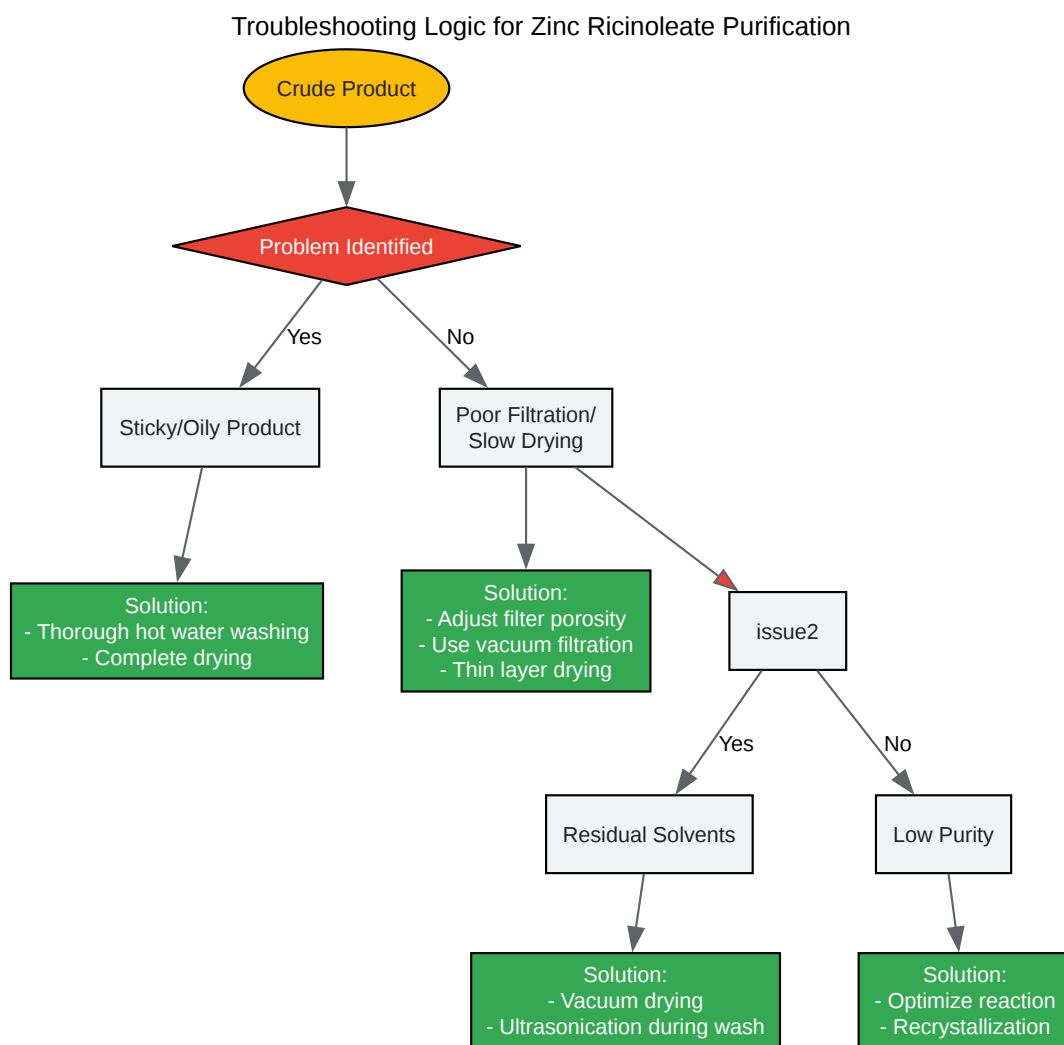 Troubleshooting Logic for Zinc Ricinoleate Purification
Crude Product
Problem Identified
Yes
No
Sticky/Oily Product
Poor Filtration/
Slow Drying
Solution:
- Thorough hot water washing
- Complete drying
Solution:
- Adjust filter porosity
- Use vacuum filtration
- Thin layer drying
issue2
Yes
No
Residual Solvents
Low Purity
Solution:
- Vacuum drying
- Ultrasonication during wash
Solution:
- Optimize reaction
- Recrystallization